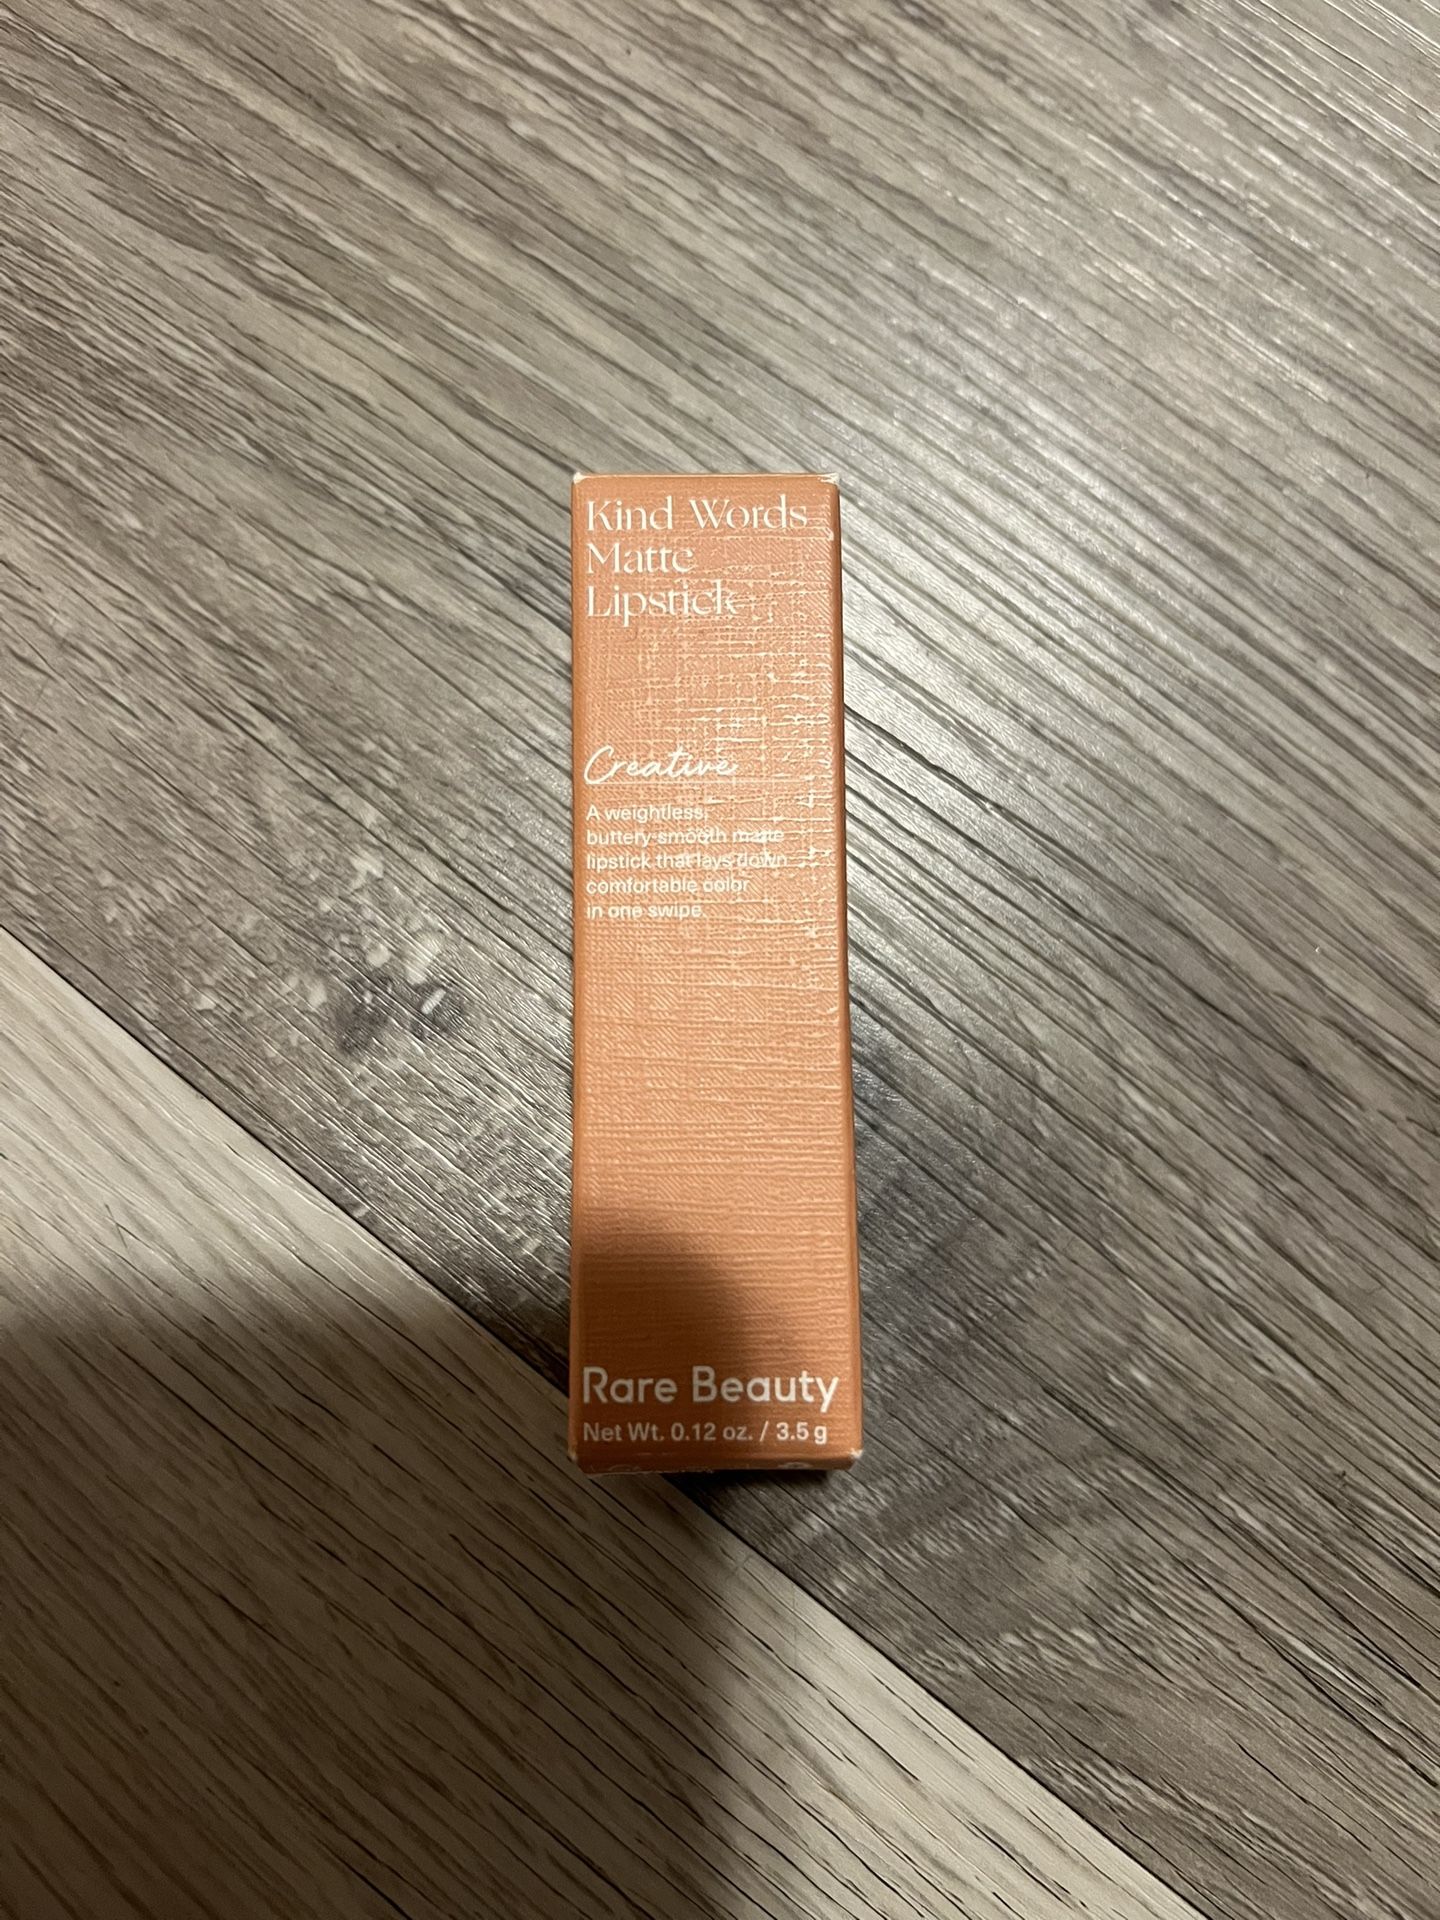 Kind Words
Matte
Lipstick
Creative
A weightless,
buttery-smooth matte
lipstick that lays down
comfortable color
in one swipe.
Rare Beauty
Net Wt. 0.12 oz. / 3.5 g